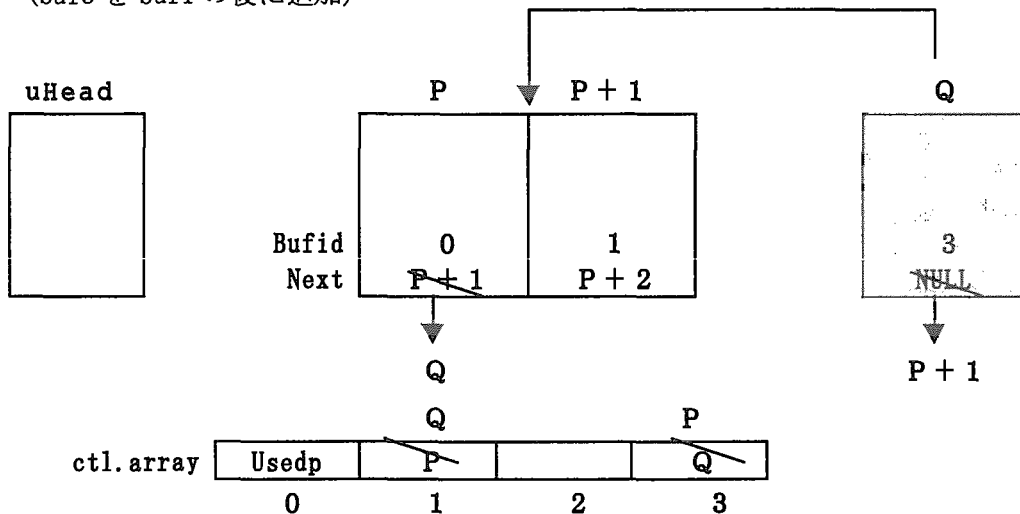 (buf3 を buf1 の後に追加)
uHead P P + 1 Q
Bufid 0 1 3
Next P + 1 P + 2 NULL
Q P + 1
Q P
ctl.array Usedp P Q
0 1 2 3